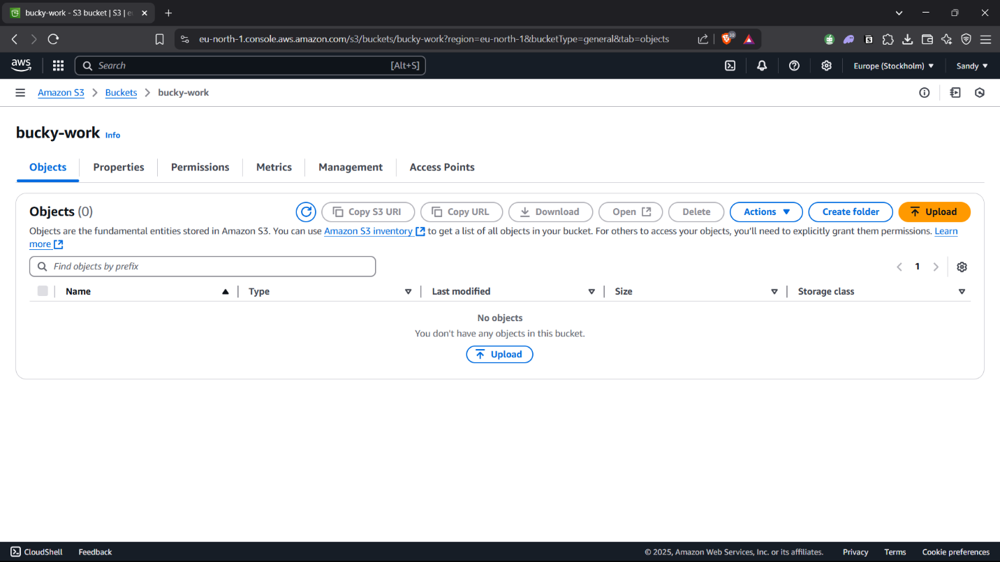 bucky-work - S3 bucket | S3 | e
eu-north-1.console.aws.amazon.com/s3/buckets/bucky-work?region=eu-north-1&bucketType=general&tab=objects
30
aws
Search
[Alt+S]
Europe (Stockholm)
Sandy
Amazon S3
Buckets
bucky-work
bucky-work Info
Objects
Properties
Permissions
Metrics
Management
Access Points
Objects (0)
Copy S3 URI
Copy URL
Download
Open
Delete
Actions
Create folder
Upload
Objects are the fundamental entities stored in Amazon S3. You can use Amazon S3 inventory to get a list of all objects in your bucket. For others to access your objects, you'll need to explicitly grant them permissions. Learn
more
Find objects by prefix
1
Name
Type
Last modified
Size
Storage class
No objects
You don't have any objects in this bucket.
Upload
CloudShell
Feedback
© 2025, Amazon Web Services, Inc. or its affiliates.
Privacy
Terms
Cookie preferences